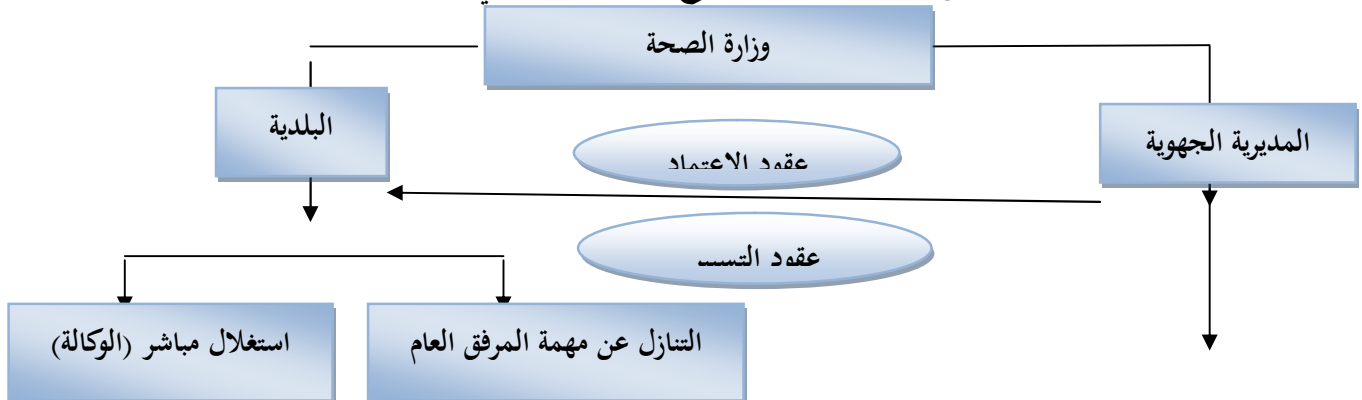 وزارة الصحة
البلدية
المديرية الجهوية
عقود الاعتماد
عقود
التنازل عن مهمة المرفق العام
استغلال مباشر (الوكالة)